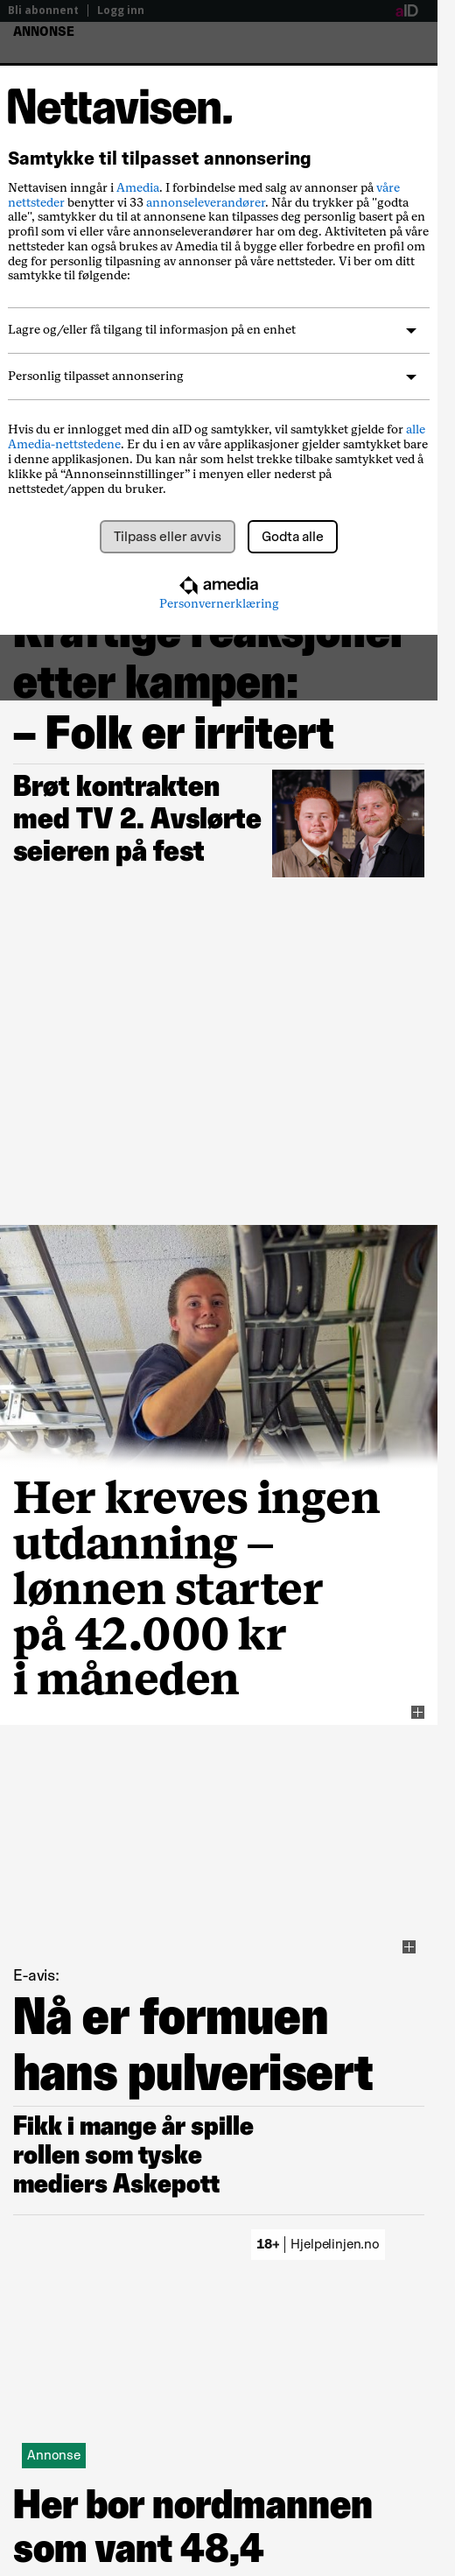 Bli abonnent | Logg inn aID
ANNONSE
Nettavisen.
Samtykke til tilpasset annonsering
Nettavisen inngår i Amedia. I forbindelse med salg av annonser på våre
nettsteder benytter vi 33 annonseleverandører. Når du trykker på "godta
alle", samtykker du til at annonsene kan tilpasses deg personlig basert på en
profil som vi eller våre annonseleverandører har om deg. Aktiviteten på våre
nettsteder kan også brukes av Amedia til å bygge eller forbedre en profil om
deg for personlig tilpasning av annonser på våre nettsteder. Vi ber om ditt
samtykke til følgende:
Lagre og/eller få tilgang til informasjon på en enhet
Personlig tilpasset annonsering
Hvis du er innlogget med din aID og samtykker, vil samtykket gjelde for alle
Amedia-nettstedene. Er du i en av våre applikasjoner gjelder samtykket bare
i denne applikasjonen. Du kan når som helst trekke tilbake samtykket ved å
klikke på “Annonseinnstillinger” i menyen eller nederst på
nettstedet/appen du bruker.
Tilpass eller avvis Godta alle
amedia
Personvernerklæring
Kraftige reaksjoner
etter kampen:
– Folk er irritert
Brøt kontrakten
med TV 2. Avslørte
seieren på fest
Her kreves ingen
utdanning –
lønnen starter
på 42.000 kr
i måneden
E-avis:
Nå er formuen
hans pulverisert
Fikk i mange år spille
rollen som tyske
mediers Askepott
18+ | Hjelpelinjen.no
Annonse
Her bor nordmannen
som vant 48,4